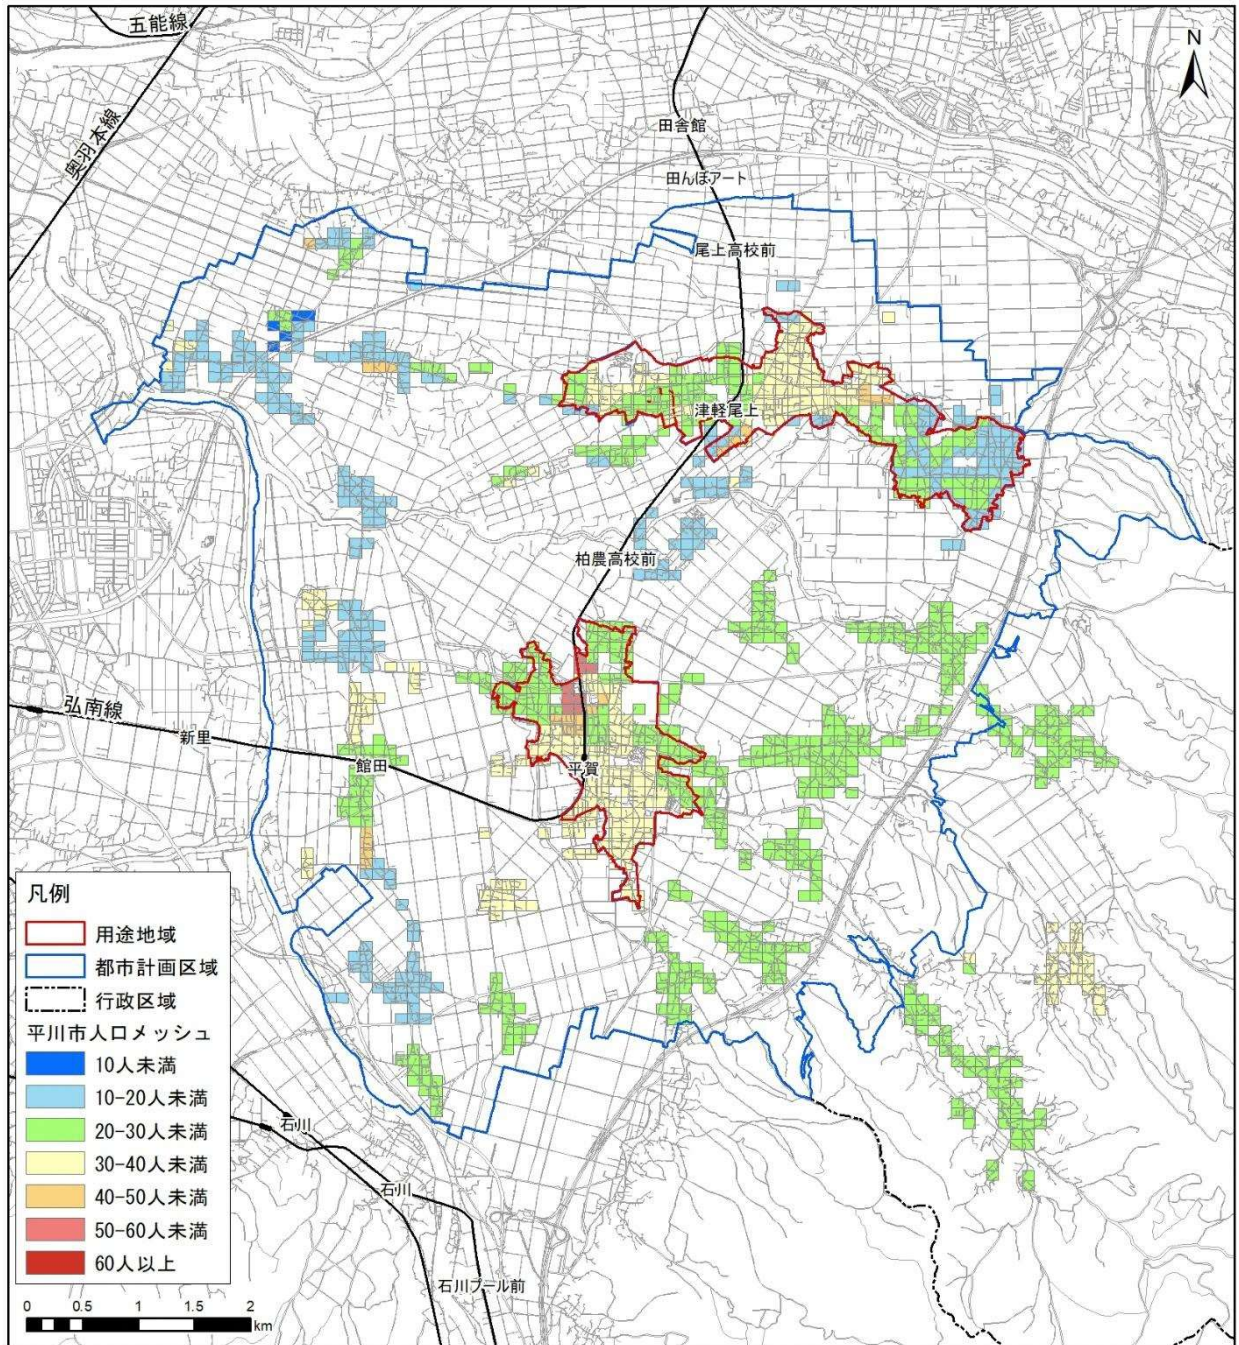 五能線
N
奥羽本線
田舎館
田んぼアート
尾上高校前
津軽尾上
柏農高校前
弘南線
新里
館田
平賀
凡例
用途地域
都市計画区域
行政区域
平川市人口メッシュ
10人未満
10-20人未満
20-30人未満
30-40人未満
40-50人未満
50-60人未満
60人以上
石川
石川
石川プール前
0 0.5 1 1.5 2
km